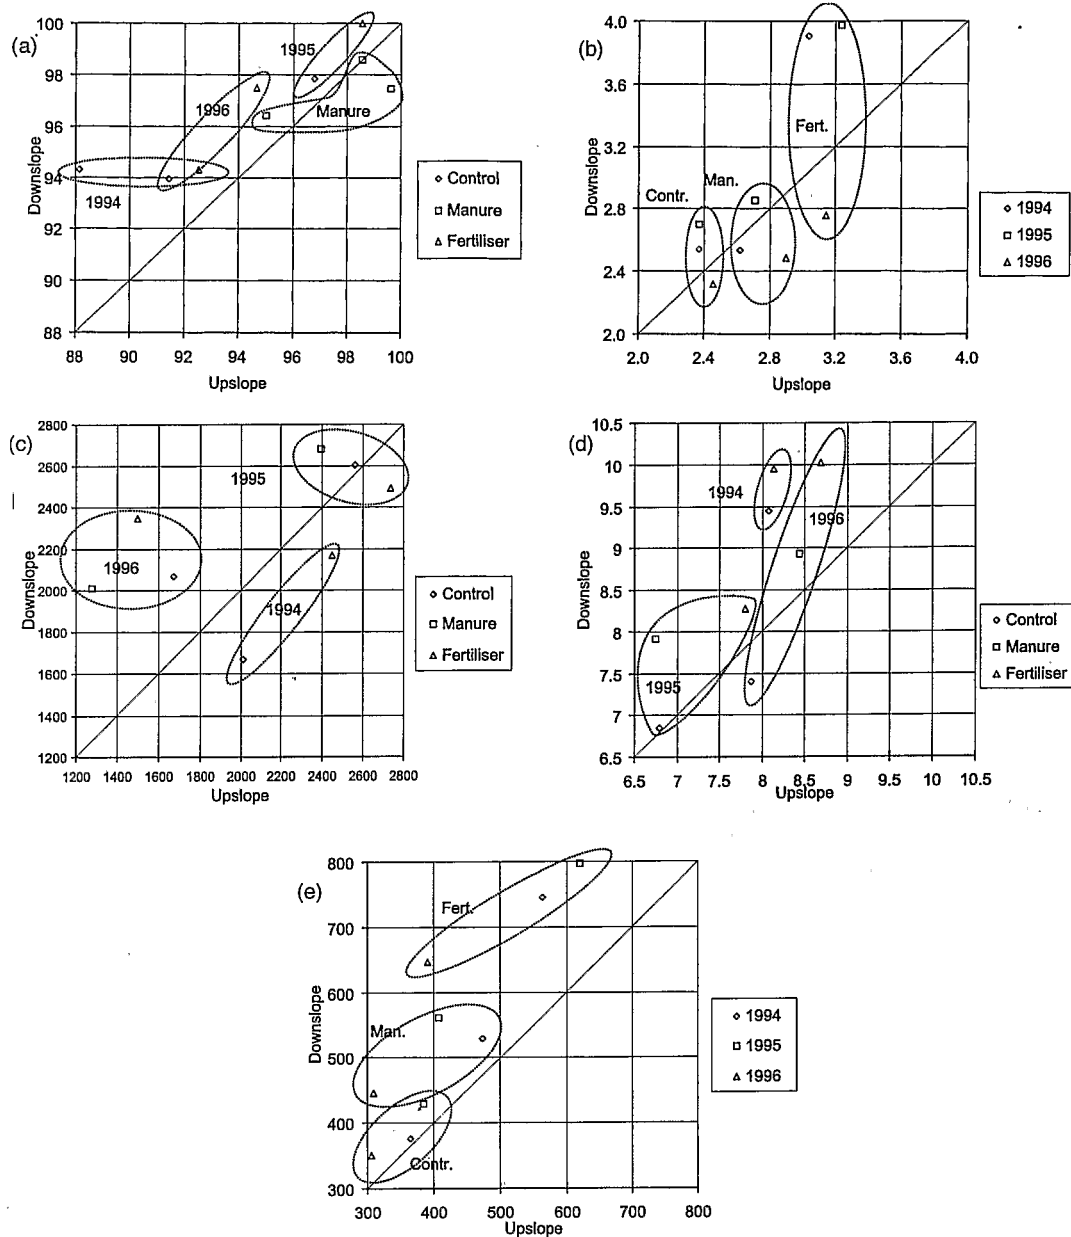 (a)
100
98
96
94
92
90
88
Downslope
1995
1996
Manure
1994
88 90 92 94 96 98 100
Upslope
Control
Manure
Fertiliser
(b)
4.0
3.6
3.2
2.8
2.4
2.0
Downslope
Fert.
Man.
Contr.
2.0 2.4 2.8 3.2 3.6 4.0
Upslope
1994
1995
1996
(c)
2800
2600
2400
2200
2000
1800
1600
1400
1200
Downslope
1995
1996
1994
1200 1400 1600 1800 2000 2200 2400 2600 2800
Upslope
Control
Manure
Fertiliser
(d)
10.5
10
9.5
9
8.5
8
7.5
7
6.5
Downslope
1994
1996
1995
6.5 7 7.5 8 8.5 9 9.5 10 10.5
Upslope
Control
Manure
Fertiliser
(e)
800
700
600
500
400
300
Downslope
Fert.
Man.
Contr.
300 400 500 600 700 800
Upslope
1994
1995
1996